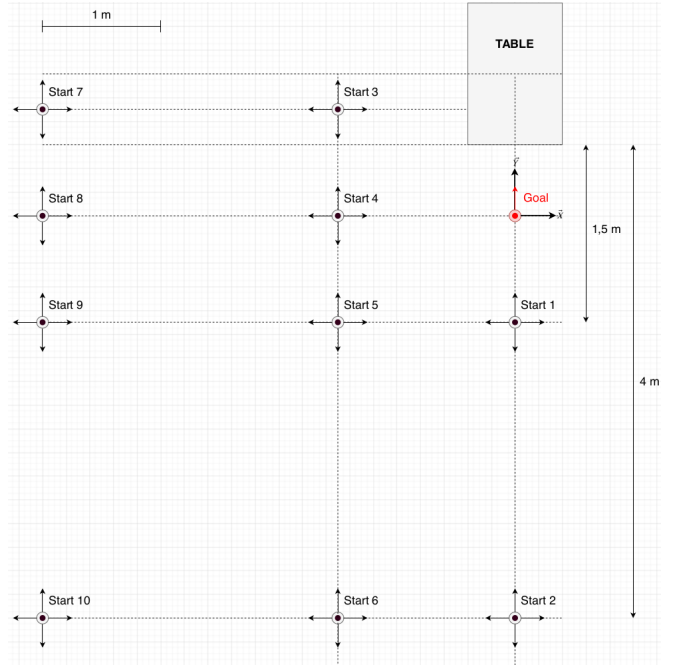 1 m
TABLE
Start 7
Start 3
Y
Start 8
Start 4
Goal
x
1,5 m
Start 9
Start 5
Start 1
4 m
Start 10
Start 6
Start 2